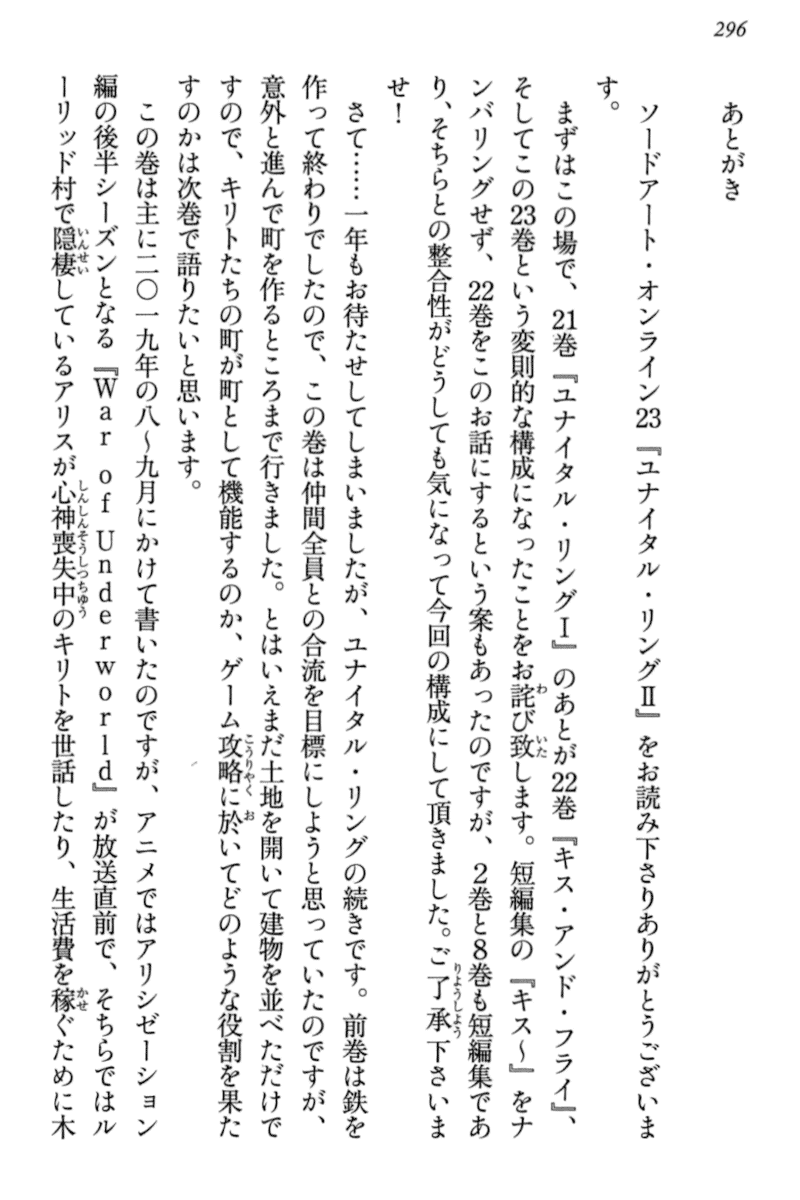 296
あとがき
ソードアート・オンライン23『ユナイタル・リングⅡ』をお読み下さりありがとうございま
す。
まずはこの場で、21巻『ユナイタル・リングⅠ』のあとが22巻『キス・アンド・フライ』、
そしてこの23巻という変則的な構成になったことをお詫び致します。短編集の『キス～』をナ
ンバリングせず、22巻をこのお話にするという案もあったのですが、2巻と8巻も短編集であ
り、そちらとの整合性がどうしても気になって今回の構成にして頂きました。ご了承下さいま
せ！
さて……一年もお待たせしてしまいましたが、ユナイタル・リングの続きです。前巻は鉄を
作って終わりでしたので、この巻は仲間全員との合流を目標にしようと思っていたのですが、
意外と進んで町を作るところまで行きました。とはいえまだ土地を開いて建物を並べただけで
すので、キリトたちの町が町として機能するのか、ゲーム攻略に於いてどのような役割を果た
すのかは次巻で語りたいと思います。
この巻は主に二〇一九年の八～九月にかけて書いたのですが、アニメではアリシゼーション
編の後半シーズンとなる『War of Underworld』が放送直前で、そちらではル
ーリッド村で隠棲しているアリスが心神喪失中のキリトを世話したり、生活費を稼ぐために木